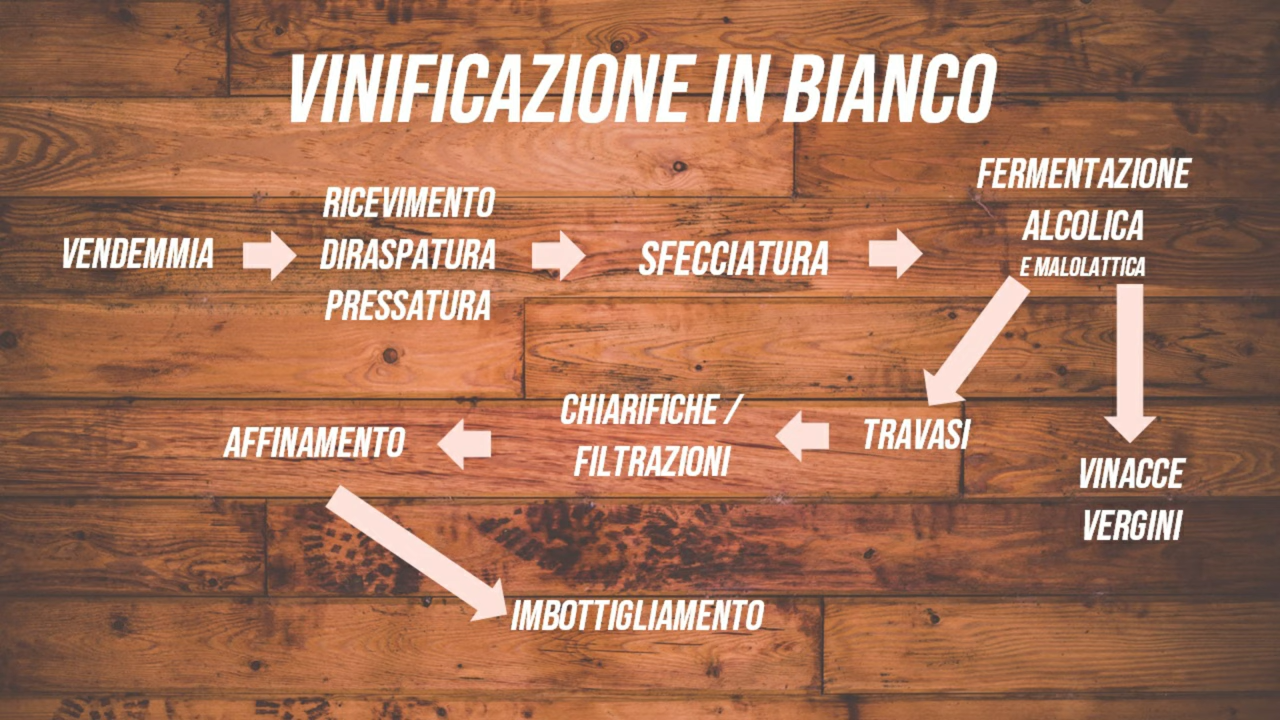 VINIFICAZIONE IN BIANCO
VENDEMMIA
RICEVIMENTO
DIRASPATURA
PRESSATURA
SFECCIATURA
FERMENTAZIONE
ALCOLICA
E MALOLATTICA
TRAVASI
VINACCE
VERGINI
CHIARIFICHE /
FILTRAZIONI
AFFINAMENTO
IMBOTTIGLIAMENTO